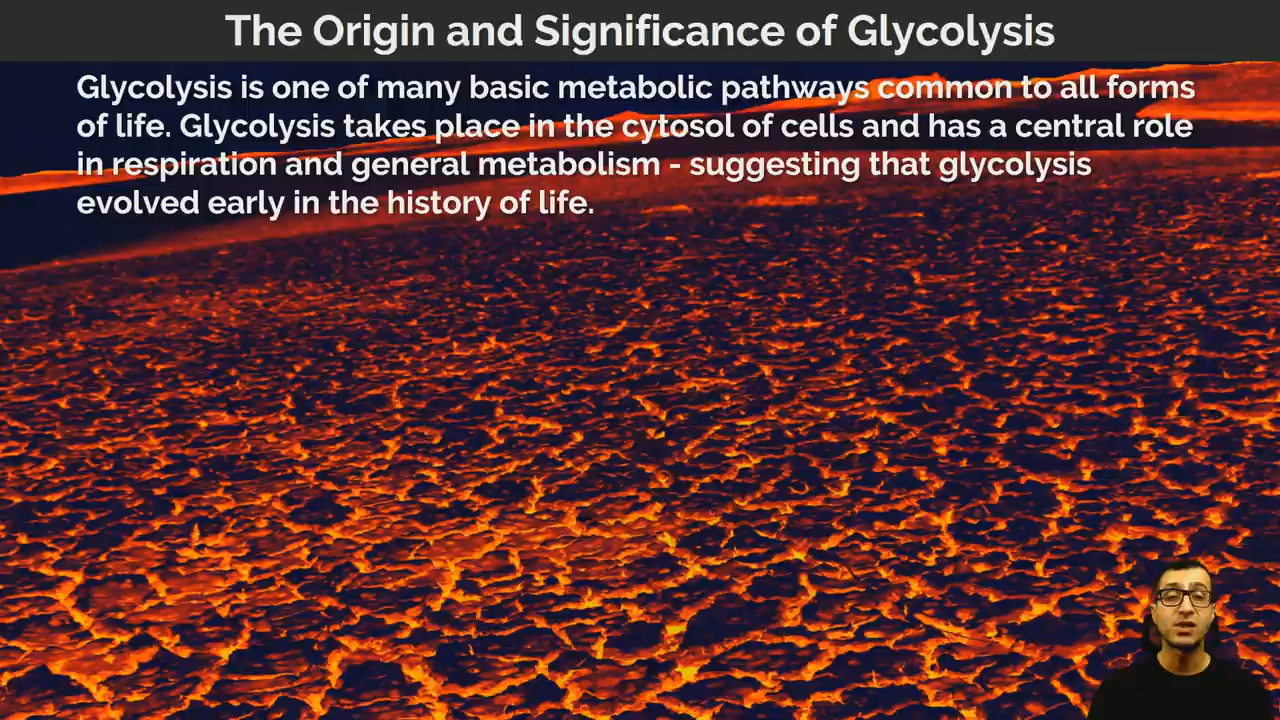 The Origin and Significance of Glycolysis
Glycolysis is one of many basic metabolic pathways common to all forms
of life. Glycolysis takes place in the cytosol of cells and has a central role
in respiration and general metabolism - suggesting that glycolysis
evolved early in the history of life.